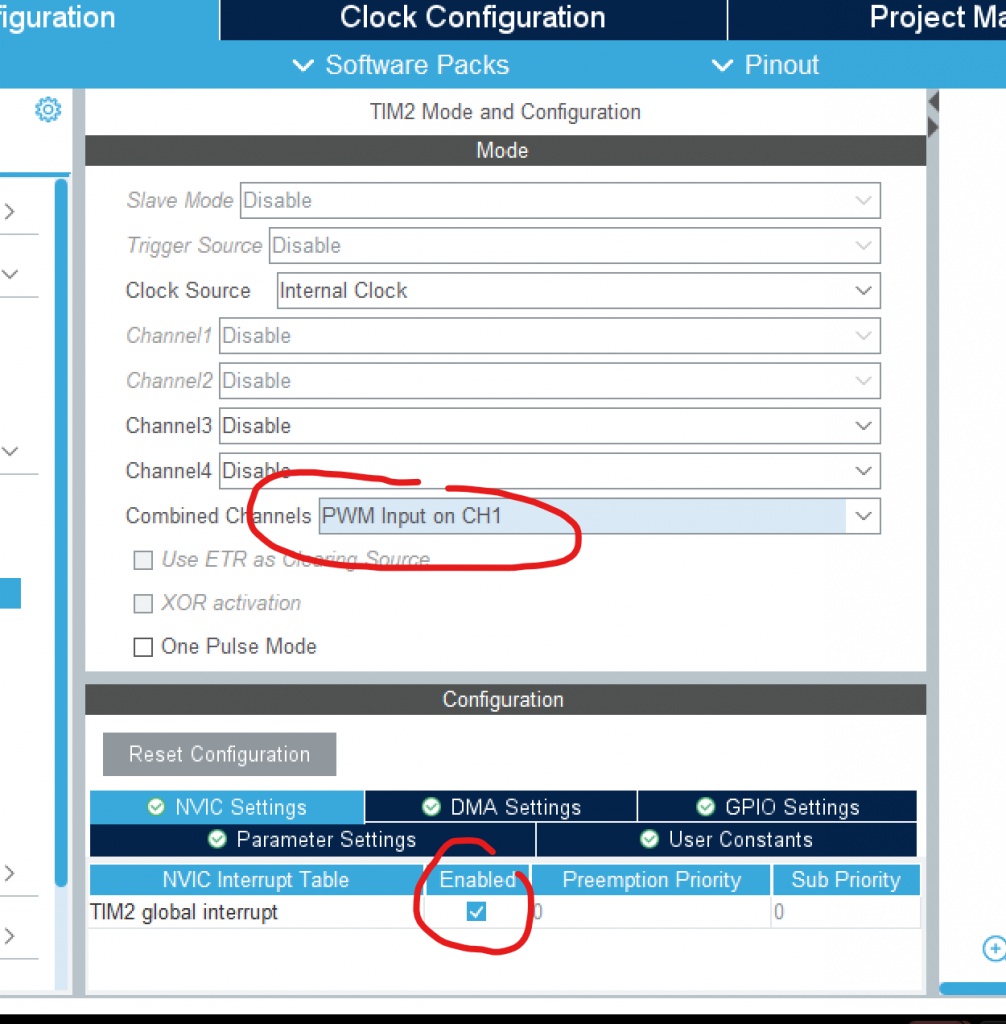 iguration Clock Configuration Project Ma
Software Packs Pinout
TIM2 Mode and Configuration
Mode
Slave Mode Disable
Trigger Source Disable
Clock Source Internal Clock
Channel1 Disable
Channel2 Disable
Channel3 Disable
Channel4 Disable
Combined Channels PWM Input on CH1
Use ETR as Clearing Source
XOR activation
One Pulse Mode
Configuration
Reset Configuration
NVIC Settings DMA Settings GPIO Settings
Parameter Settings User Constants
NVIC Interrupt Table Enabled Preemption Priority Sub Priority
TIM2 global interrupt 0 0